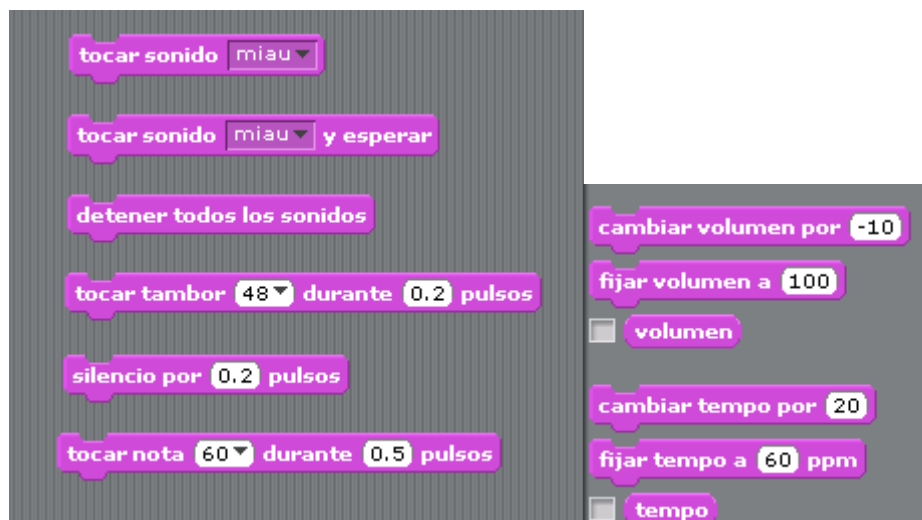 tocar sonido miau
tocar sonido miau y esperar
detener todos los sonidos
tocar tambor 48 durante 0.2 pulsos
silencio por 0.2 pulsos
tocar nota 60 durante 0.5 pulsos
cambiar volumen por -10
fijar volumen a 100
volumen
cambiar tempo por 20
fijar tempo a 60 ppm
tempo